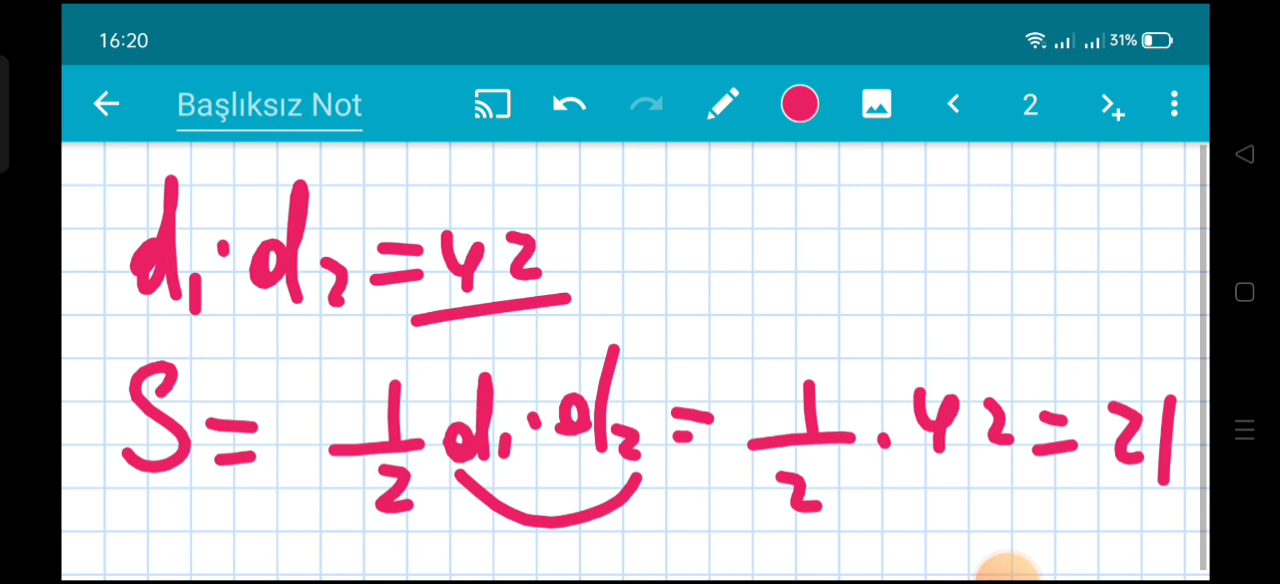 16:20 31%
Başlıksız Not 2
d₁·d₂=42
S= 1/2 d₁·d₂ = 1/2 · 42=21